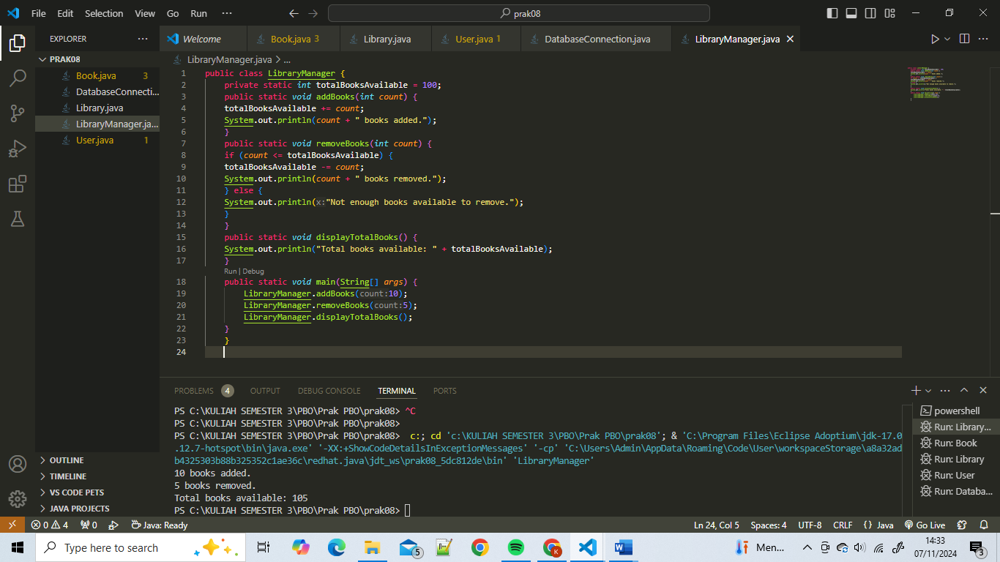 File Edit Selection View Go Run ··· prak08
EXPLORER ···
Welcome Book.java 3 Library.java User.java 1 DatabaseConnection.java LibraryManager.java
PRAK08
Book.java 3
DatabaseConnecti...
Library.java
LibraryManager.ja...
User.java 1
LibraryManager.java > ...
1 public class LibraryManager {
2 private static int totalBooksAvailable = 100;
3 public static void addBooks(int count) {
4 totalBooksAvailable += count;
5 System.out.println(count + " books added.");
6 }
7 public static void removeBooks(int count) {
8 if (count <= totalBooksAvailable) {
9 totalBooksAvailable -= count;
10 System.out.println(count + " books removed.");
11 } else {
12 System.out.println(x:"Not enough books available to remove.");
13 }
14 }
15 public static void displayTotalBooks() {
16 System.out.println("Total books available: " + totalBooksAvailable);
17 }
Run | Debug
18 public static void main(String[] args) {
19 LibraryManager.addBooks(count:10);
20 LibraryManager.removeBooks(count:5);
21 LibraryManager.displayTotalBooks();
22 }
23 }
24
PROBLEMS 4 OUTPUT DEBUG CONSOLE TERMINAL PORTS
PS C:\KULIAH SEMESTER 3\PBO\Prak PBO\prak08> ^C
PS C:\KULIAH SEMESTER 3\PBO\Prak PBO\prak08>
PS C:\KULIAH SEMESTER 3\PBO\Prak PBO\prak08> c:; cd 'c:\KULIAH SEMESTER 3\PBO\Prak PBO\prak08'; & 'C:\Program Files\Eclipse Adoptium\jdk-17.0
.12.7-hotspot\bin\java.exe' '-XX:+ShowCodeDetailsInExceptionMessages' '-cp' 'C:\Users\Admin\AppData\Roaming\Code\User\workspaceStorage\a8a32ad
b4325303b88b325352c1ae36c\redhat.java\jdt_ws\prak08_5dc812de\bin' 'LibraryManager'
10 books added.
5 books removed.
Total books available: 105
PS C:\KULIAH SEMESTER 3\PBO\Prak PBO\prak08>
powershell
Run: Library...
Run: Book
Run: Library
Run: User
Run: Databa...
OUTLINE
TIMELINE
VS CODE PETS
JAVA PROJECTS
0 4 0 Java: Ready Ln 24, Col 5 Spaces: 4 UTF-8 CRLF { } Java Go Live
Type here to search 5 K Men... 14:33
07/11/2024 3